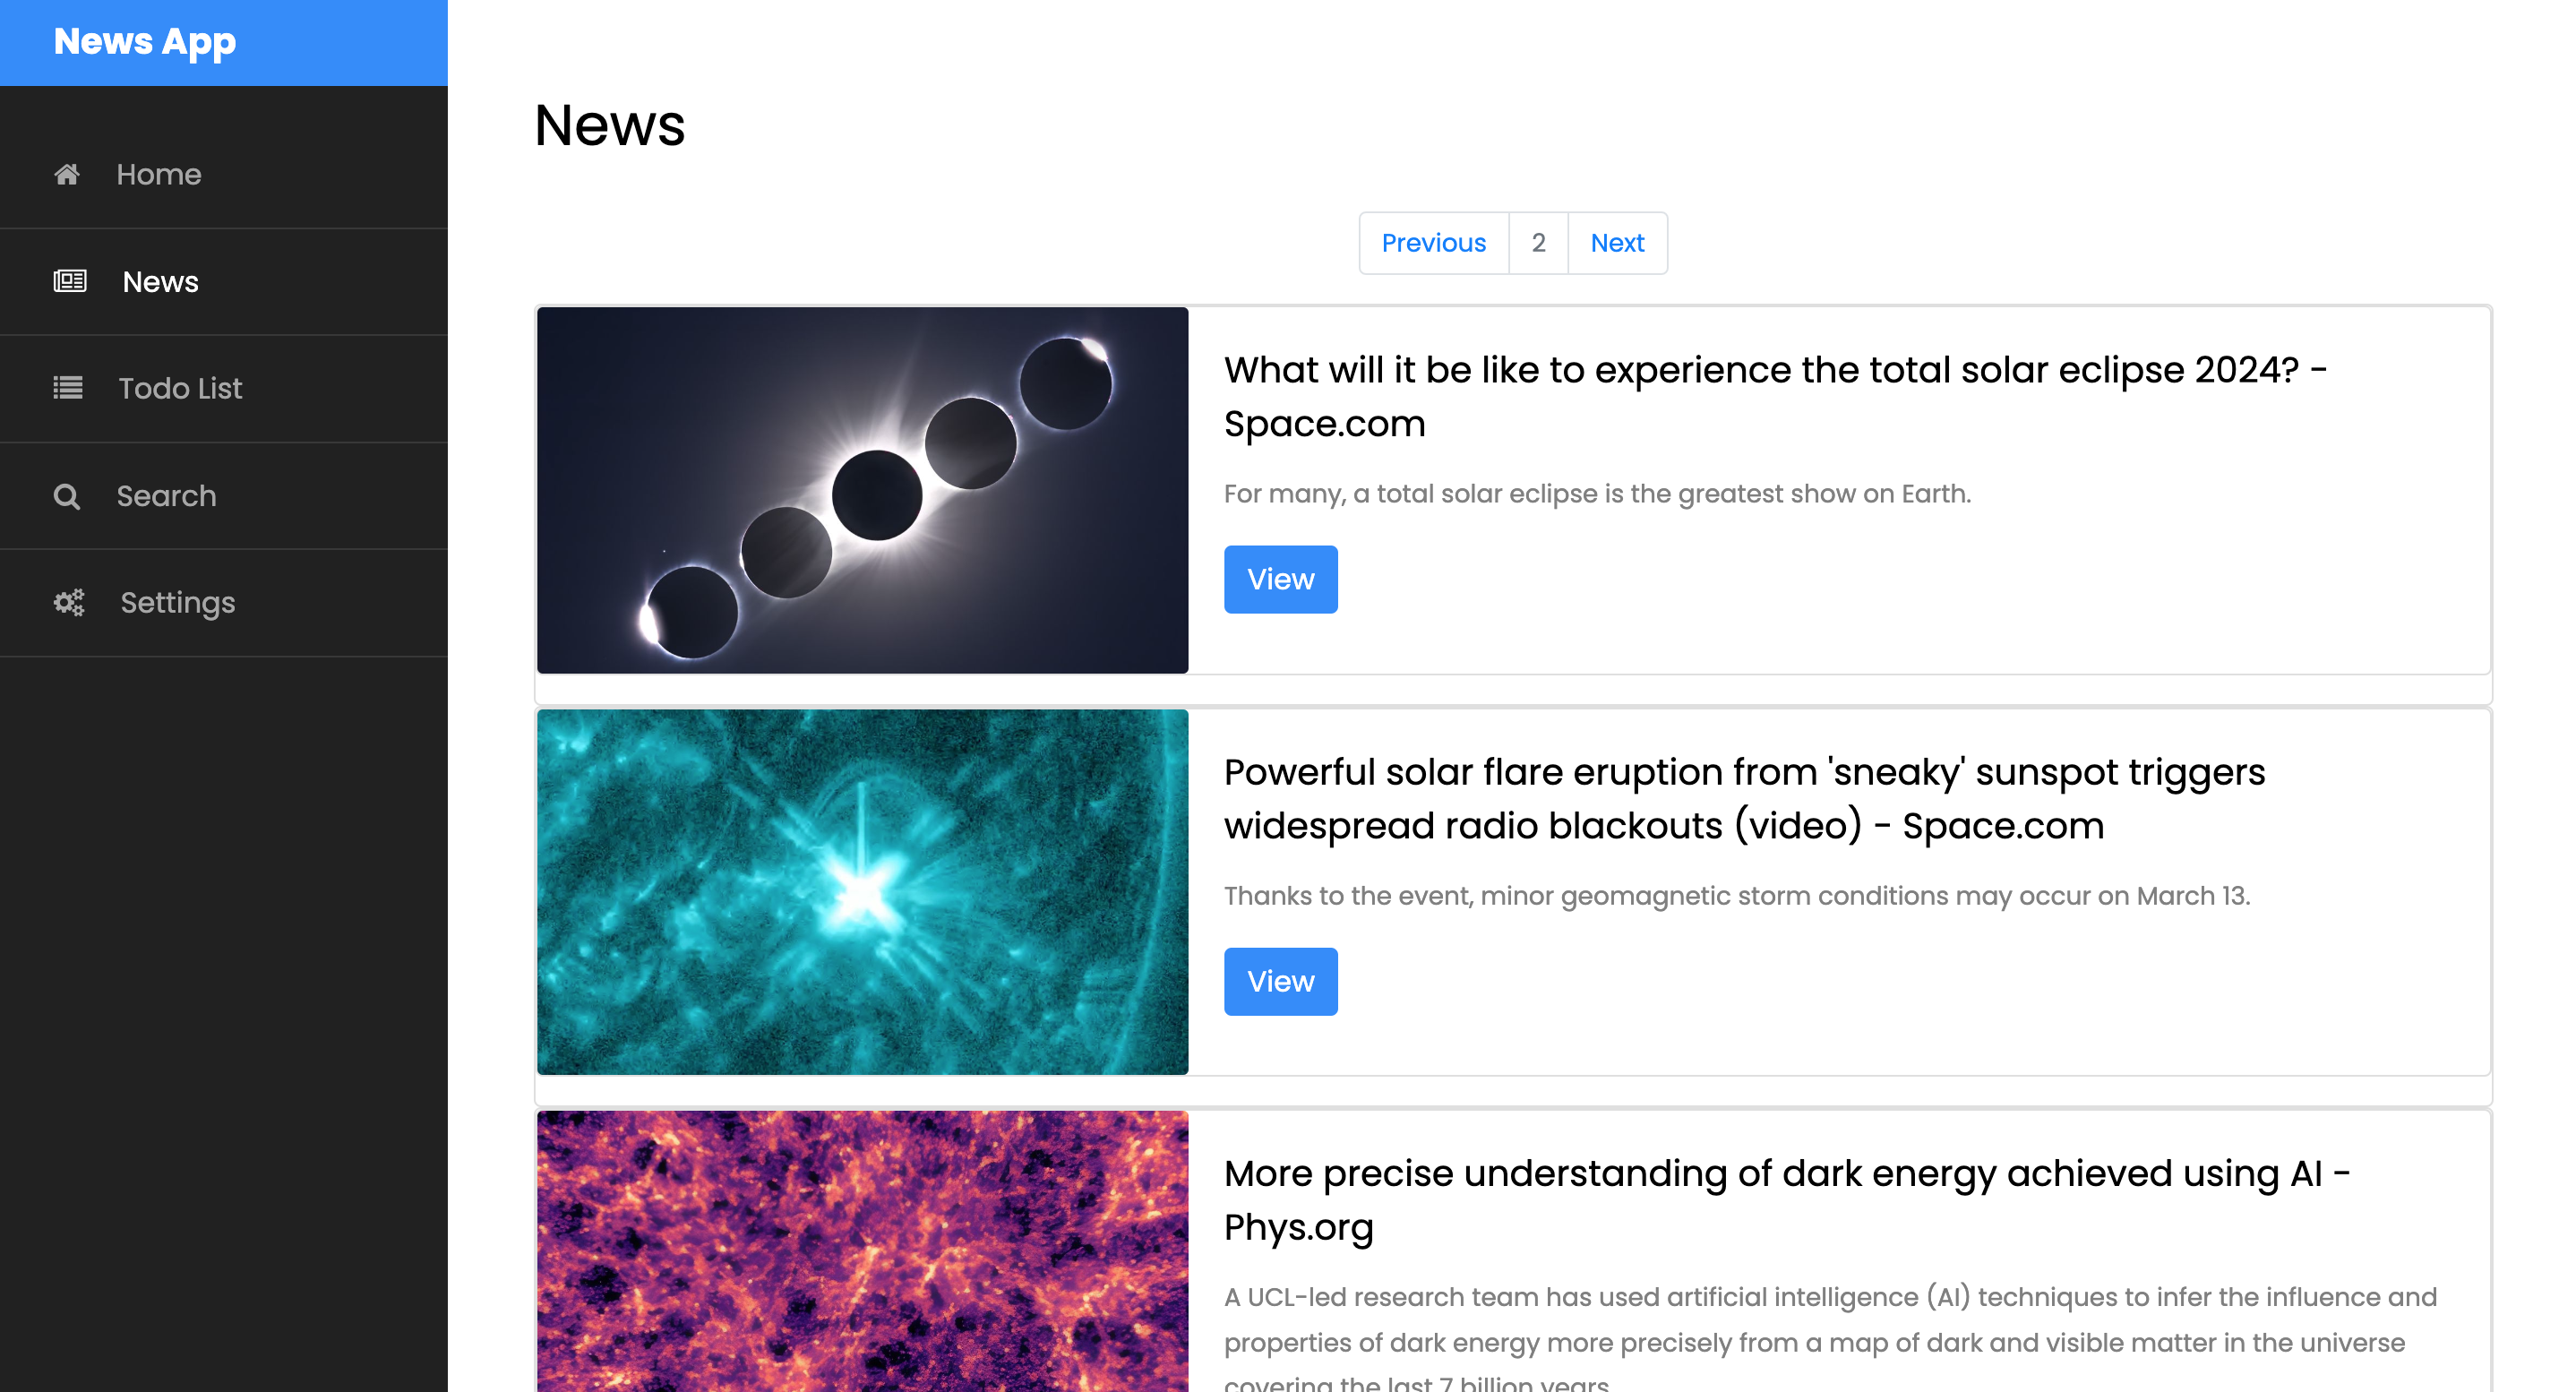 News App
Home
News
Todo List
Search
Settings
News
Previous 2 Next
What will it be like to experience the total solar eclipse 2024? -
Space.com
For many, a total solar eclipse is the greatest show on Earth.
View
Powerful solar flare eruption from 'sneaky' sunspot triggers
widespread radio blackouts (video) - Space.com
Thanks to the event, minor geomagnetic storm conditions may occur on March 13.
View
More precise understanding of dark energy achieved using AI -
Phys.org
A UCL-led research team has used artificial intelligence (AI) techniques to infer the influence and
properties of dark energy more precisely from a map of dark and visible matter in the universe
covering the last 7 billion years.